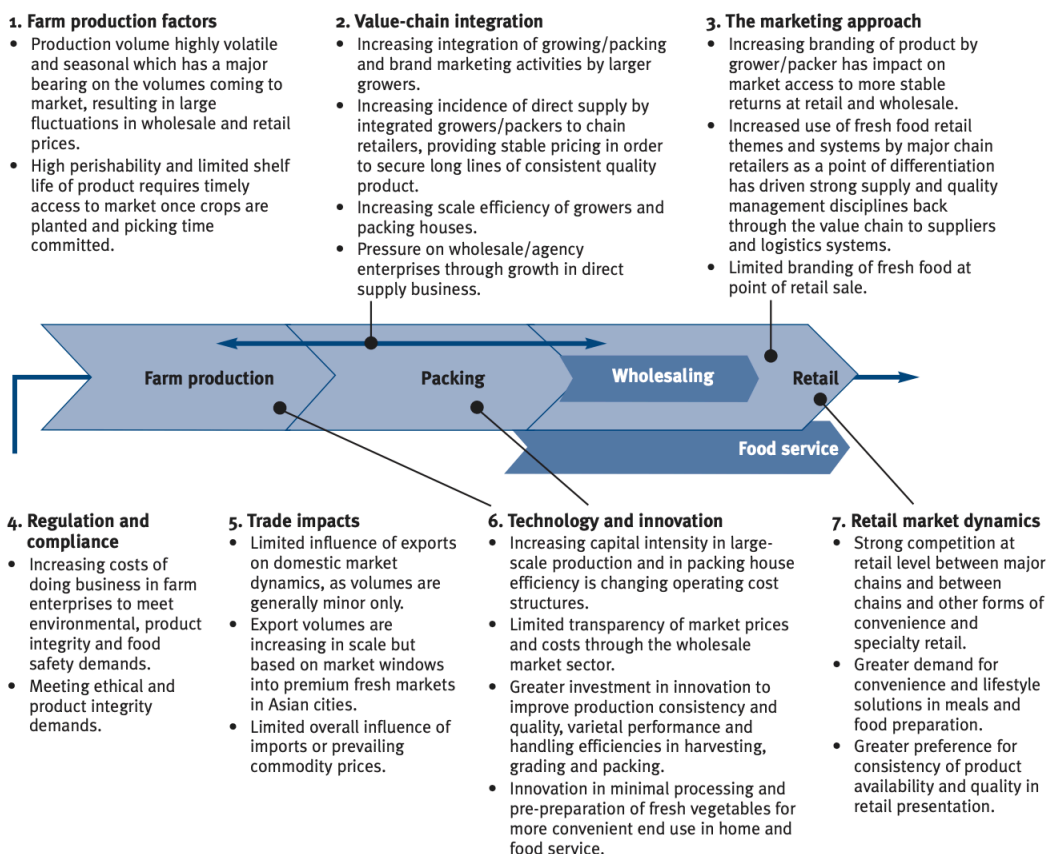 1. Farm production factors
• Production volume highly volatile
and seasonal which has a major
bearing on the volumes coming to
market, resulting in large
fluctuations in wholesale and retail
prices.
• High perishability and limited shelf
life of product requires timely
access to market once crops are
planted and picking time
committed.
2. Value-chain integration
• Increasing integration of growing/packing
and brand marketing activities by larger
growers.
• Increasing incidence of direct supply by
integrated growers/packers to chain
retailers, providing stable pricing in order
to secure long lines of consistent quality
product.
• Increasing scale efficiency of growers and
packing houses.
• Pressure on wholesale/agency
enterprises through growth in direct
supply business.
3. The marketing approach
• Increasing branding of product by
grower/packer has impact on
market access to more stable
returns at retail and wholesale.
• Increased use of fresh food retail
themes and systems by major chain
retailers as a point of differentiation
has driven strong supply and quality
management disciplines back
through the value chain to suppliers
and logistics systems.
• Limited branding of fresh food at
point of retail sale.
Farm production
Packing
Wholesaling
Retail
Food service
4. Regulation and
compliance
• Increasing costs of
doing business in farm
enterprises to meet
environmental, product
integrity and food
safety demands.
• Meeting ethical and
product integrity
demands.
5. Trade impacts
• Limited influence of exports
on domestic market
dynamics, as volumes are
generally minor only.
• Export volumes are
increasing in scale but
based on market windows
into premium fresh markets
in Asian cities.
• Limited overall influence of
imports or prevailing
commodity prices.
6. Technology and innovation
• Increasing capital intensity in large-
scale production and in packing house
efficiency is changing operating cost
structures.
• Limited transparency of market prices
and costs through the wholesale
market sector.
• Greater investment in innovation to
improve production consistency and
quality, varietal performance and
handling efficiencies in harvesting,
grading and packing.
• Innovation in minimal processing and
pre-preparation of fresh vegetables for
more convenient end use in home and
food service.
7. Retail market dynamics
• Strong competition at
retail level between major
chains and between
chains and other forms of
convenience and
specialty retail.
• Greater demand for
convenience and lifestyle
solutions in meals and
food preparation.
• Greater preference for
consistency of product
availability and quality in
retail presentation.